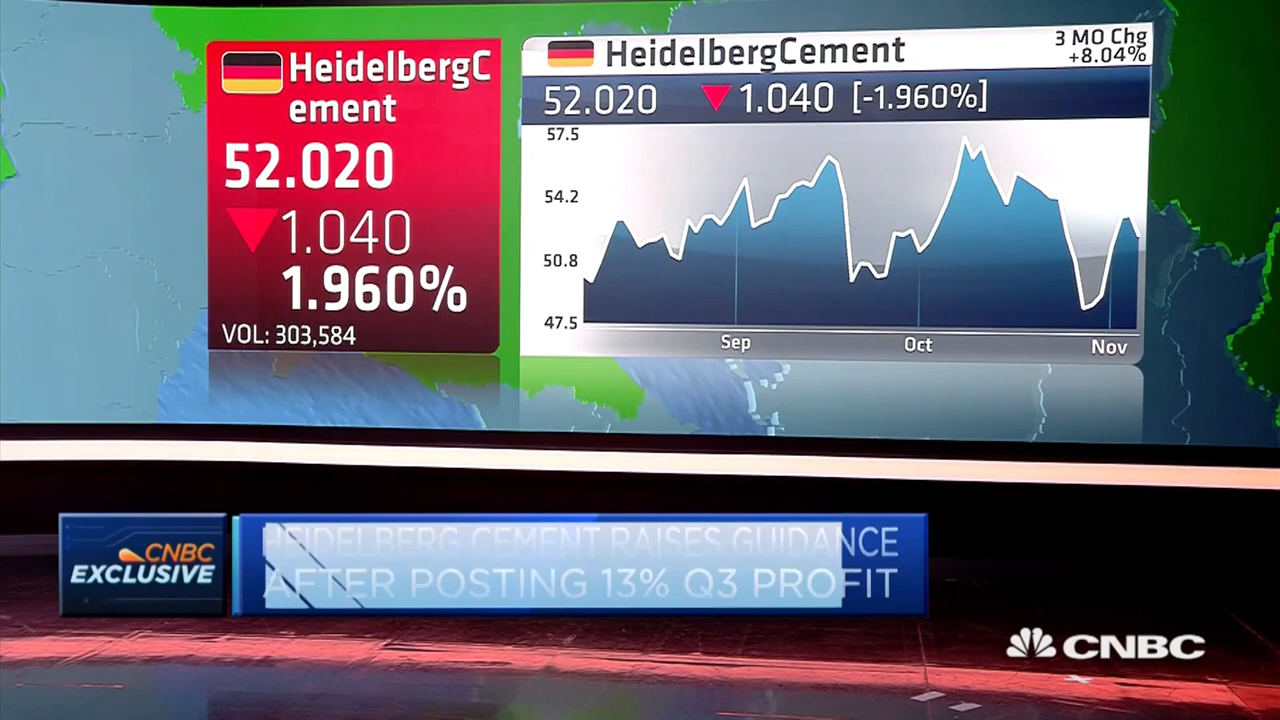 HeidelbergC
ement
52.020
1.040
1.960%
VOL: 303,584
HeidelbergCement
3 MO Chg
+8.04%
52.020 1.040 [-1.960%]
57.5
54.2
50.8
47.5
Sep Oct Nov
CNBC
EXCLUSIVE
HEIDELBERG CEMENT RAISES GUIDANCE
AFTER POSTING 13% Q3 PROFIT
CNBC